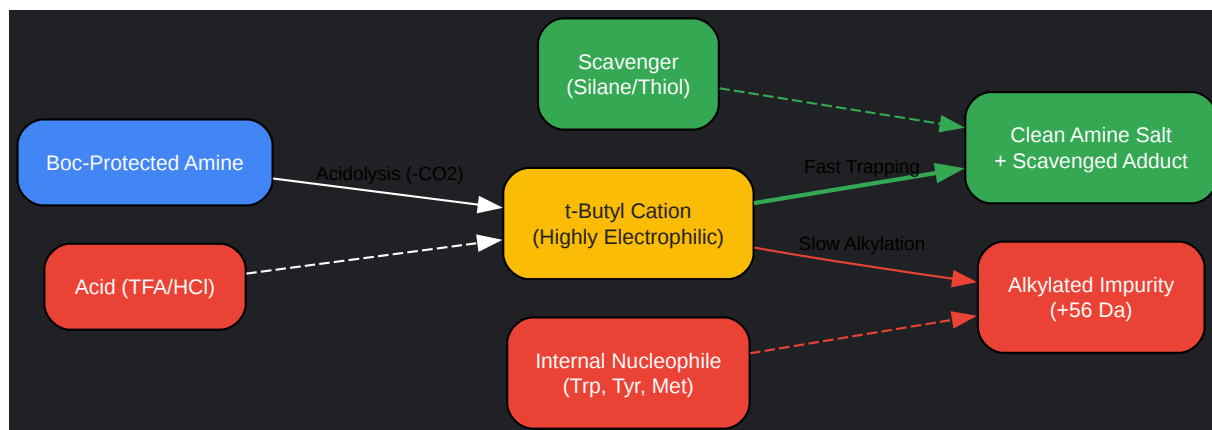 Scavenger
(Silane/Thiol)
Clean Amine Salt
+ Scavenged Adduct
Boc-Protected Amine
Acidolysis (-CO2)
Fast Trapping
t-Butyl Cation
(Highly Electrophilic)
Slow Alkylation
Acid (TFA/HCl)
Alkylated Impurity
(+56 Da)
Internal Nucleophile
(Trp, Tyr, Met)